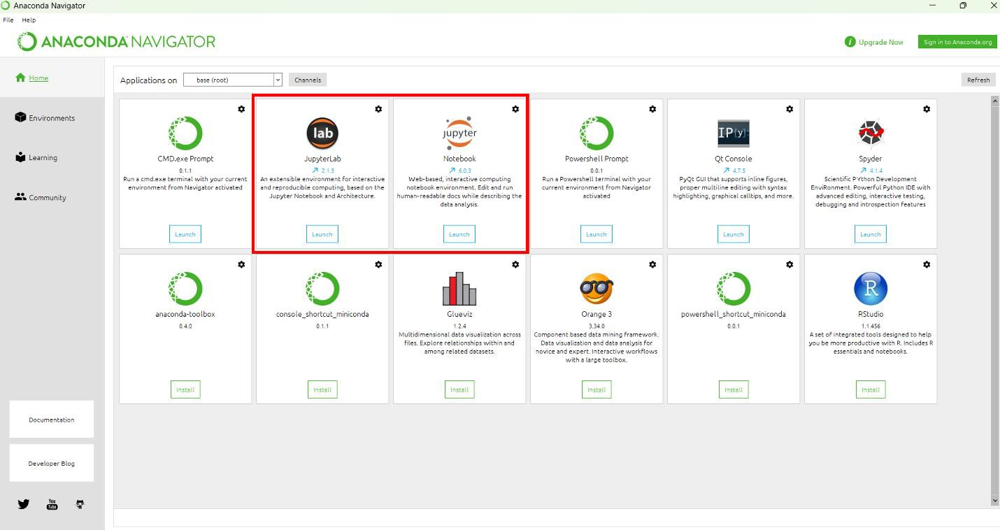 Anaconda Navigator
File Help
ANACONDA NAVIGATOR
i Upgrade Now
Sign in to Anaconda.org
Home
Environments
Learning
Community
Documentation
Developer Blog
You
Tube
Applications on base (root) Channels
Refresh
CMD.exe Prompt
0.1.1
Run a cmd.exe terminal with your current
environment from Navigator activated
Launch
lab
JupyterLab
2.1.5
An extensible environment for interactive
and reproducible computing, based on the
Jupyter Notebook and Architecture.
Launch
jupyter
Notebook
6.0.3
Web-based, interactive computing
notebook environment. Edit and run
human-readable docs while describing the
data analysis.
Launch
Powershell Prompt
0.0.1
Run a Powershell terminal with your
current environment from Navigator
activated
Launch
IP[y]
Qt Console
4.7.5
PyQt GUI that supports inline figures,
proper multiline editing with syntax
highlighting, graphical calltips, and more.
Launch
Spyder
4.1.4
Scientific PYthon Development
EnviRonment. Powerful Python IDE with
advanced editing, interactive testing,
debugging and introspection features
Launch
anaconda-toolbox
0.4.0
Install
console_shortcut_miniconda
0.1.1
Install
Glueviz
1.2.4
Multidimensional data visualization across
files. Explore relationships within and
among related datasets.
Install
Orange 3
3.34.0
Component based data mining framework.
Data visualization and data analysis for
novice and expert. Interactive workflows
with a large toolbox.
Install
powershell_shortcut_miniconda
0.0.1
Install
R
RStudio
1.1.456
A set of integrated tools designed to help
you be more productive with R. Includes R
essentials and notebooks.
Install